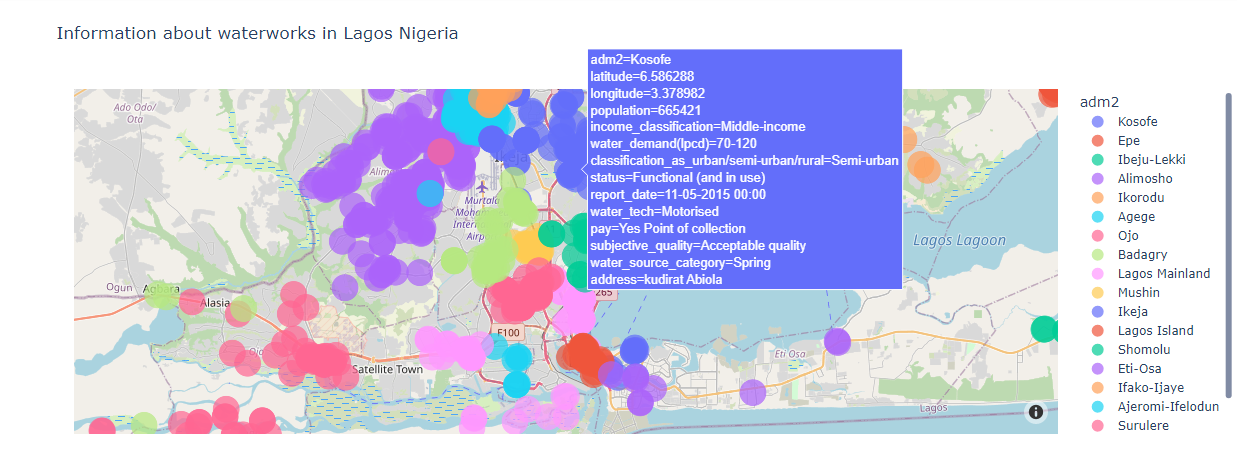 Information about waterworks in Lagos Nigeria
adm2=Kosofe
latitude=6.586288
longitude=3.378982
population=665421
income_classification=Middle-income
water_demand(lpcd)=70-120
classification_as_urban/semi-urban/rural=Semi-urban
status=Functional (and in use)
report_date=11-05-2015 00:00
water_tech=Motorised
pay=Yes Point of collection
subjective_quality=Acceptable quality
water_source_category=Spring
address=kudirat Abiola
Ado Odo/
Ota
Ikeja
Murtala
Airp
Lagos Lagoon
Ogun
Agbara
Alasia
265
F100
Satellite Town
Eti Osa
Lagos
adm2
Kosofe
Epe
Ibeju-Lekki
Alimosho
Ikorodu
Agege
Ojo
Badagry
Lagos Mainland
Mushin
Ikeja
Lagos Island
Shomolu
Eti-Osa
Ifako-Ijaye
Ajeromi-Ifelodun
Surulere